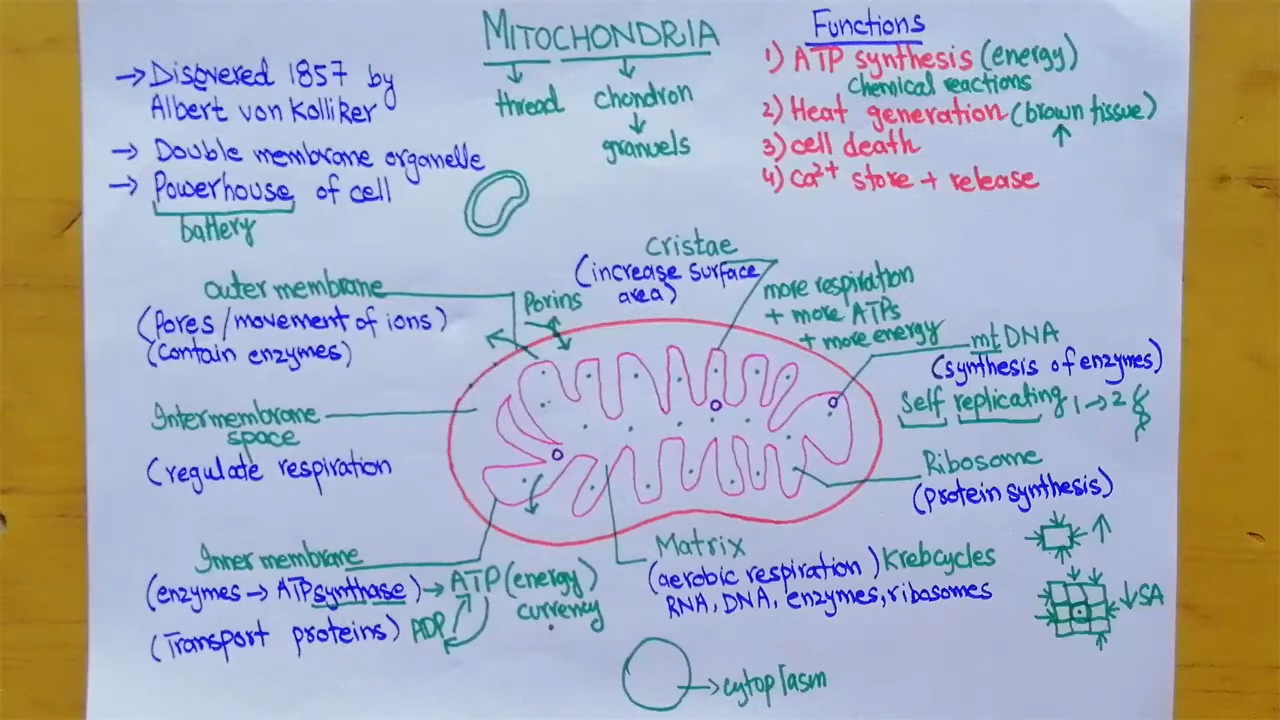 MITOCHONDRIA
thread
chondron
granuels
→ Discovered 1857 by
Albert von Kolliker
→ Double membrane organelle
→ Powerhouse of cell
battery
Functions
1) ATP synthesis (energy)
Chemical reactions
2) Heat generation (brown tissue)
3) cell death
4) Ca²⁺ store + release
Cristae
(increase surface
area)
more respiration
+ more ATPs
+ more energy
Outer membrane
(Pores/movement of ions)
(contain enzymes)
Porins
mtDNA
(synthesis of enzymes)
Self replicating 1→2
Intermembrane
space
(regulate respiration
Ribosome
(protein synthesis)
Inner membrane
(enzymes → ATPsynthase) → ATP (energy)
currency
(Transport proteins) ADP
Matrix
(aerobic respiration) Krebcycles
RNA, DNA, enzymes, ribosomes
↓SA
→ cytoplasm